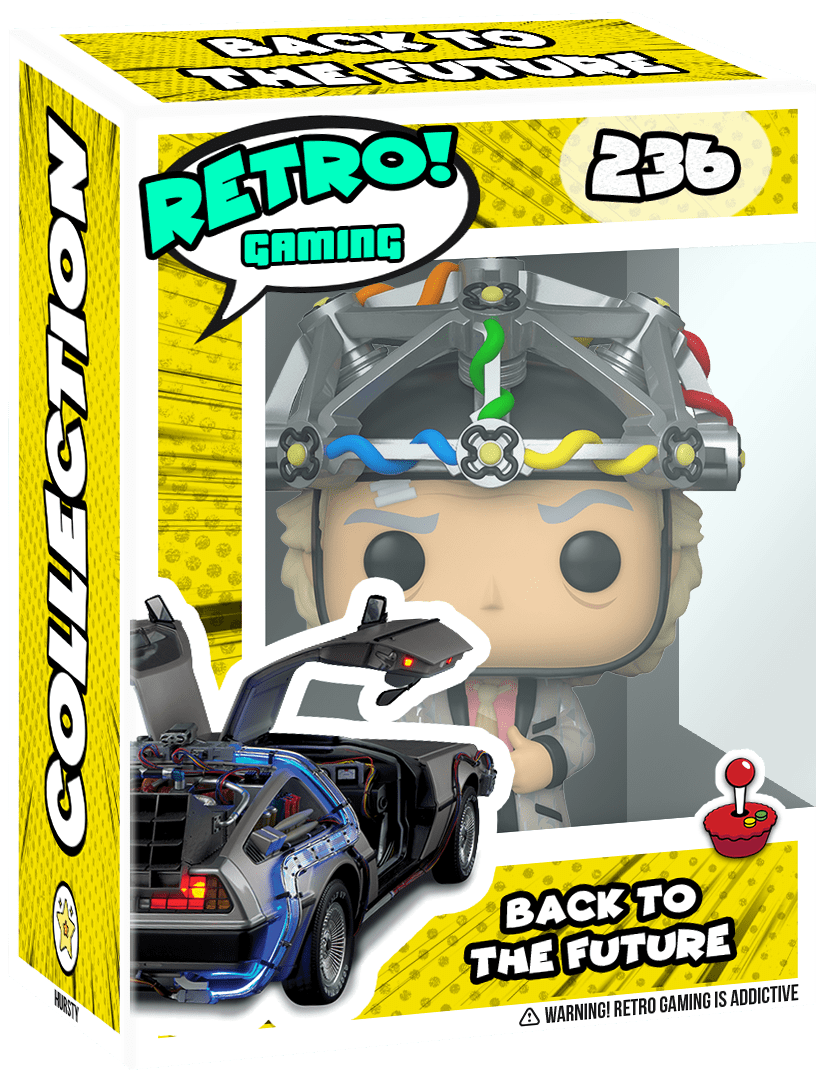 BACK TO
THE FUTURE
RETRO!
GAMING
236
COLLECTION
BACK TO
THE FUTURE
WARNING! RETRO GAMING IS ADDICTIVE
HURSTY